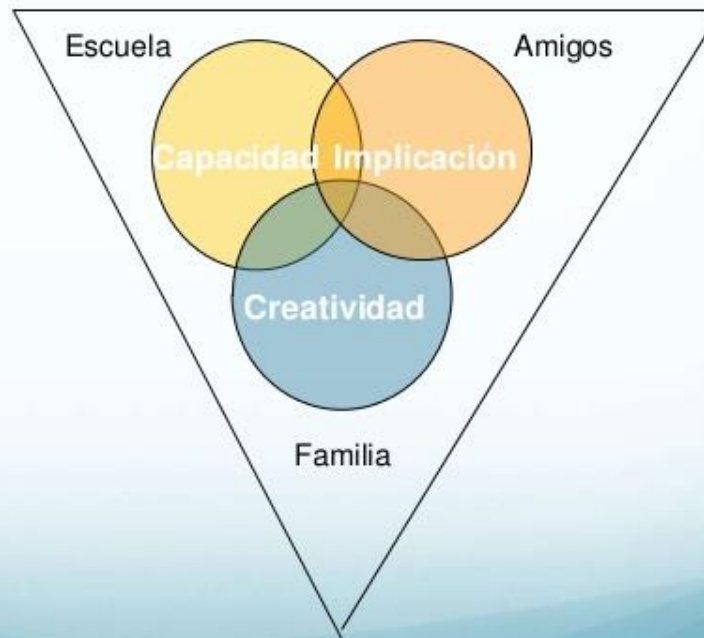 Escuela
Amigos
Capacidad
Implicación
Creatividad
Familia